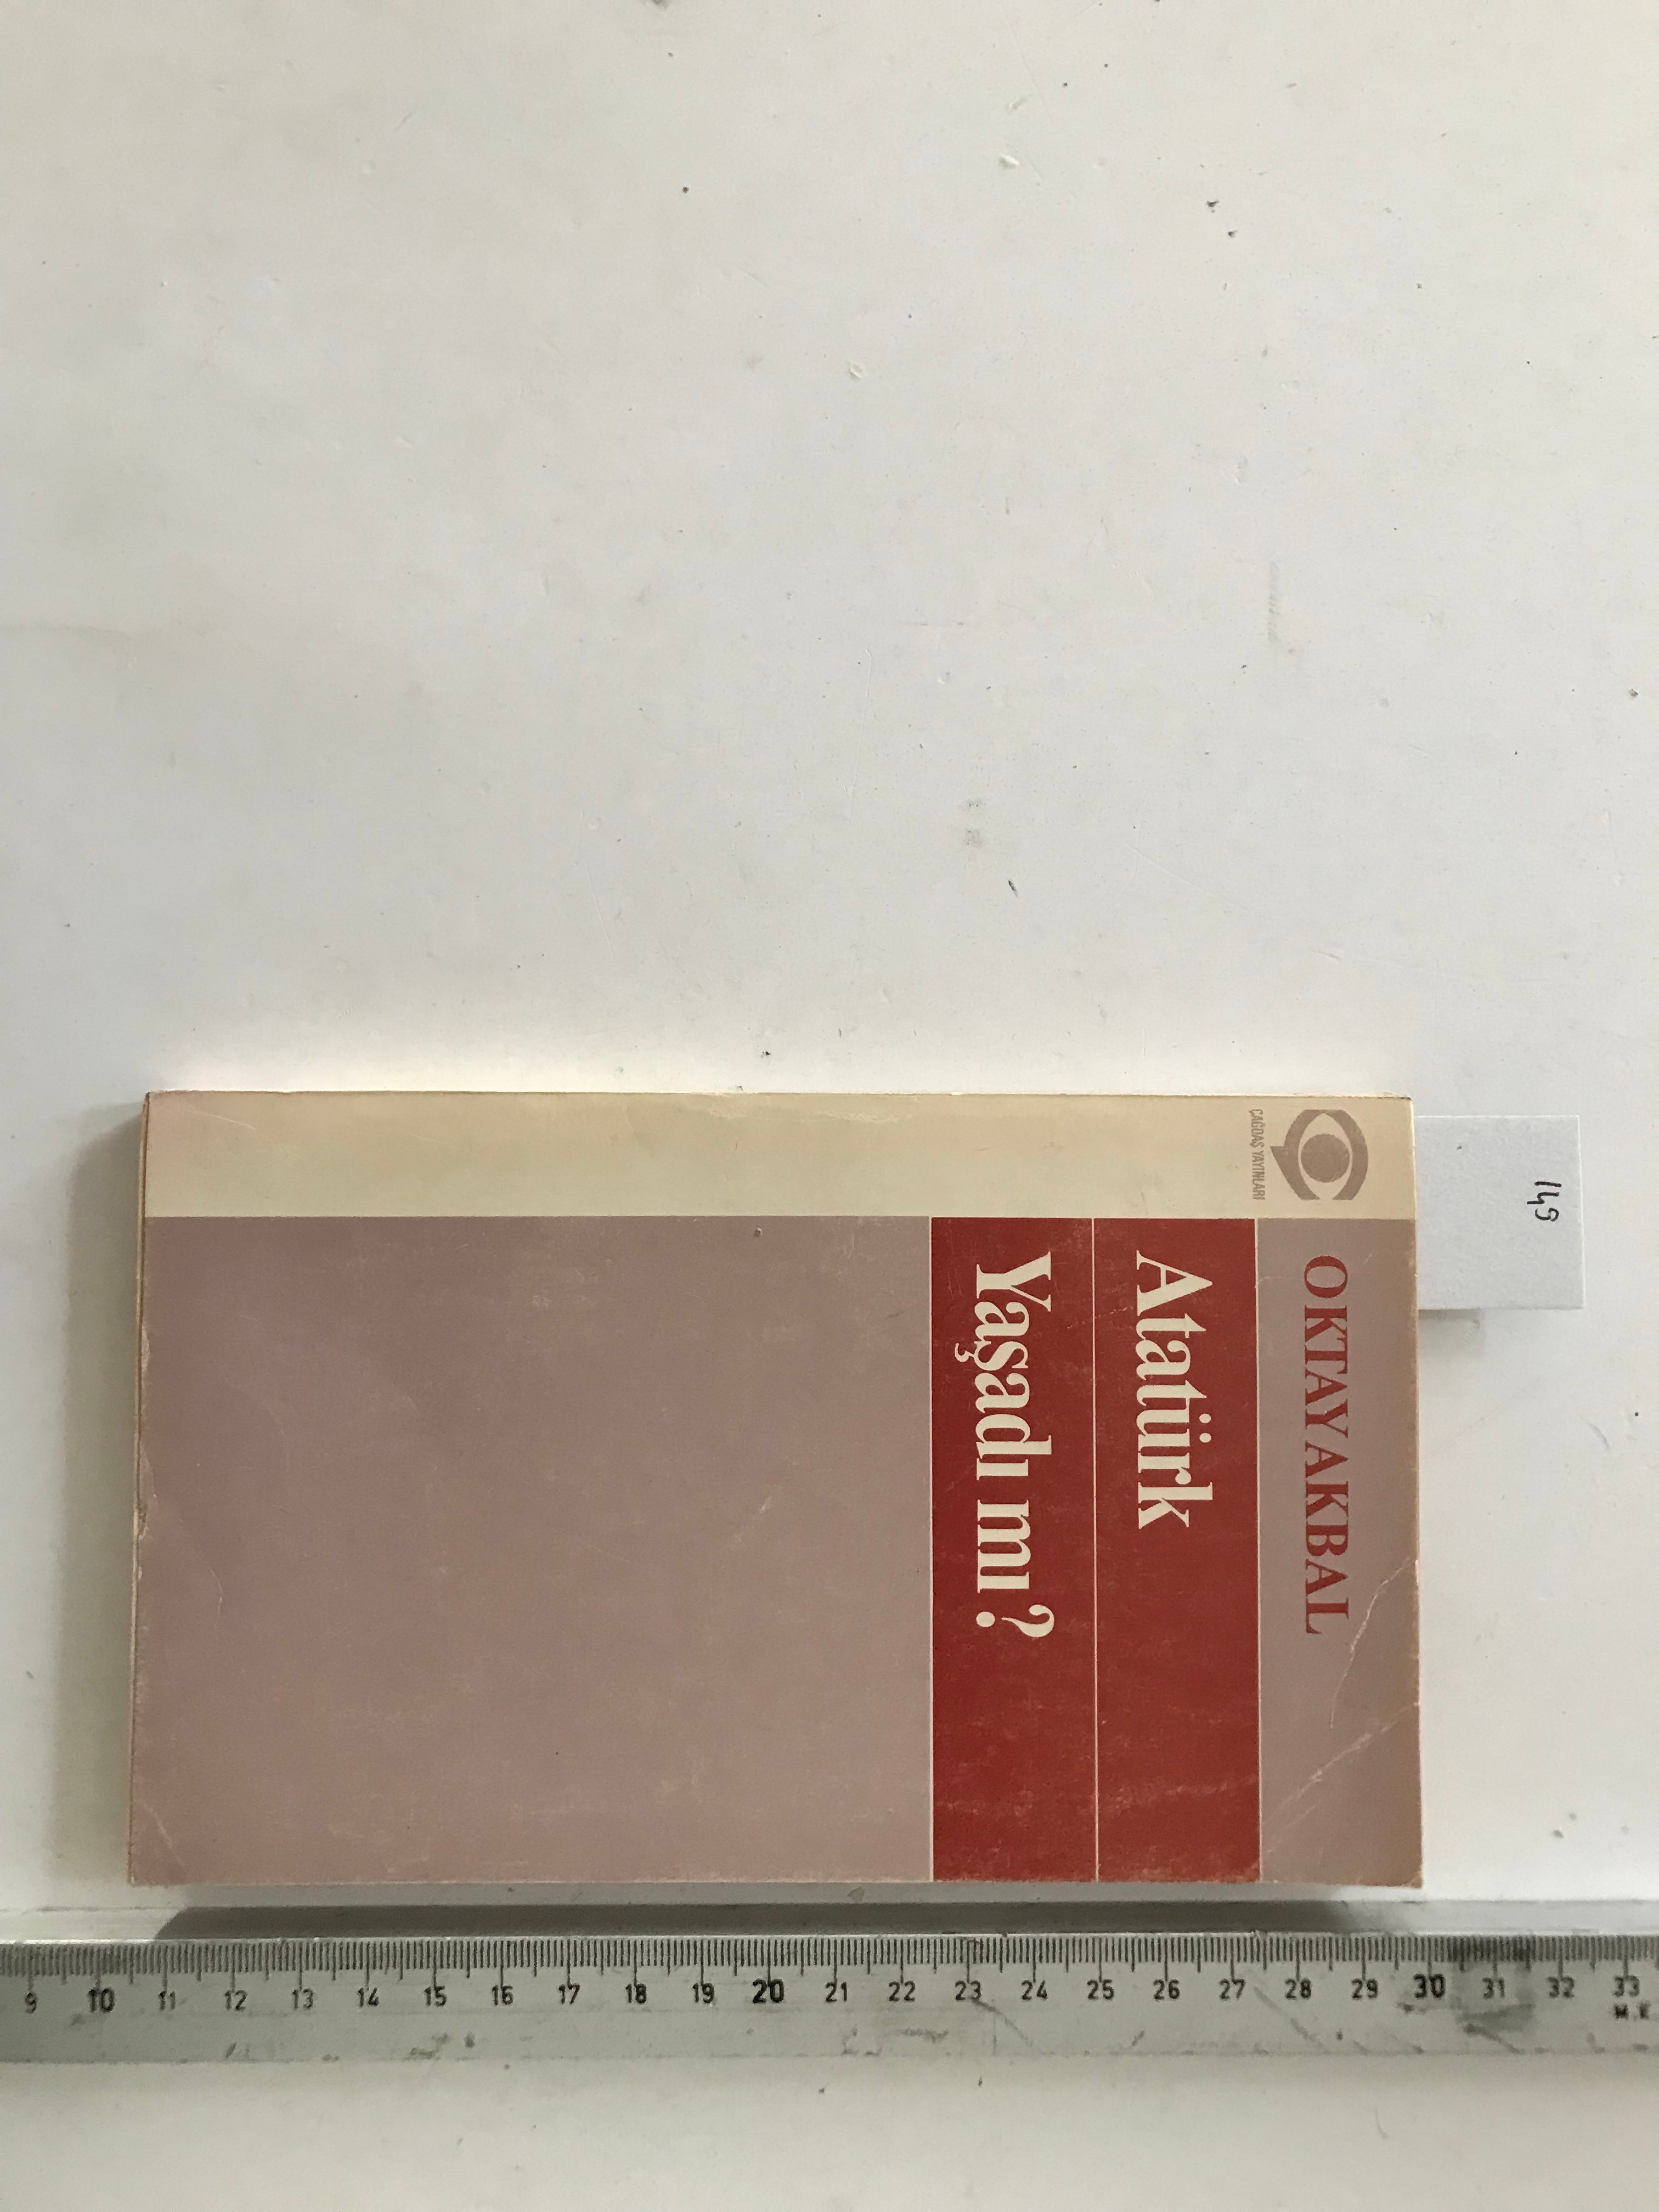 149
ÇAĞDAŞ YAYINLARI
OKTAY AKBAL
Atatürk
Yaşadı mı?
9 10 11 12 13 14 15 16 17 18 19 20 21 22 23 24 25 26 27 28 29 30 31 32 33
M.E